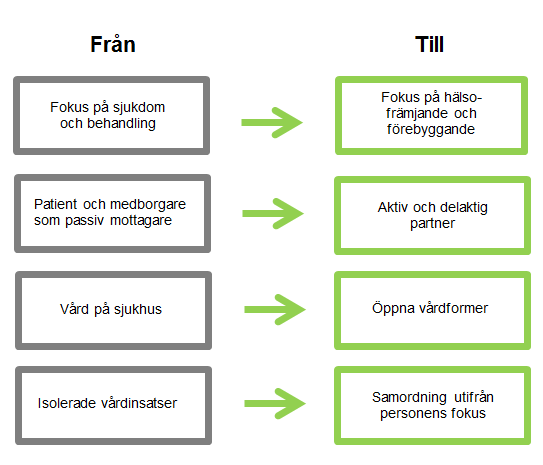 Från
Till
Fokus på sjukdom
och behandling
Fokus på hälso-
främjande och
förebyggande
Patient och medborgare
som passiv mottagare
Aktiv och delaktig
partner
Vård på sjukhus
Öppna vårdformer
Isolerade vårdinsatser
Samordning utifrån
personens fokus